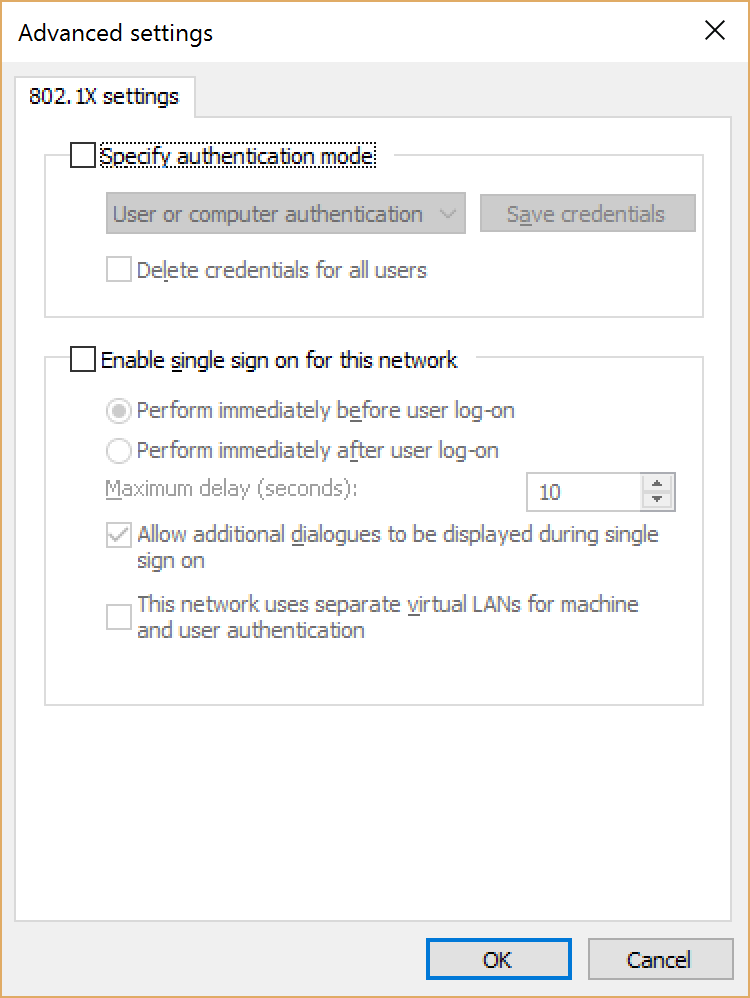 Advanced settings
802.1X settings
Specify authentication mode
User or computer authentication
Save credentials
Delete credentials for all users
Enable single sign on for this network
Perform immediately before user log-on
Perform immediately after user log-on
Maximum delay (seconds):
10
Allow additional dialogues to be displayed during single
sign on
This network uses separate virtual LANs for machine
and user authentication
OK
Cancel